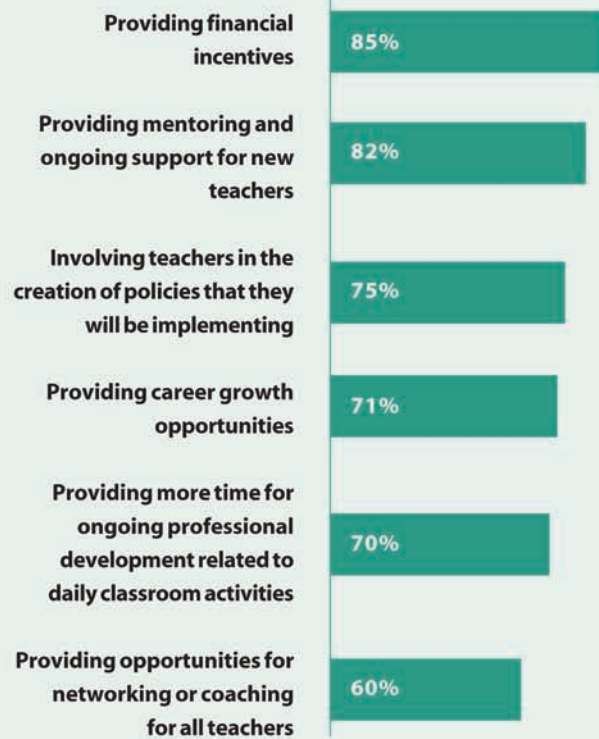 Providing financial
incentives
85%
Providing mentoring and
ongoing support for new
teachers
82%
Involving teachers in the
creation of policies that they
will be implementing
75%
Providing career growth
opportunities
71%
Providing more time for
ongoing professional
development related to
daily classroom activities
70%
Providing opportunities for
networking or coaching
for all teachers
60%